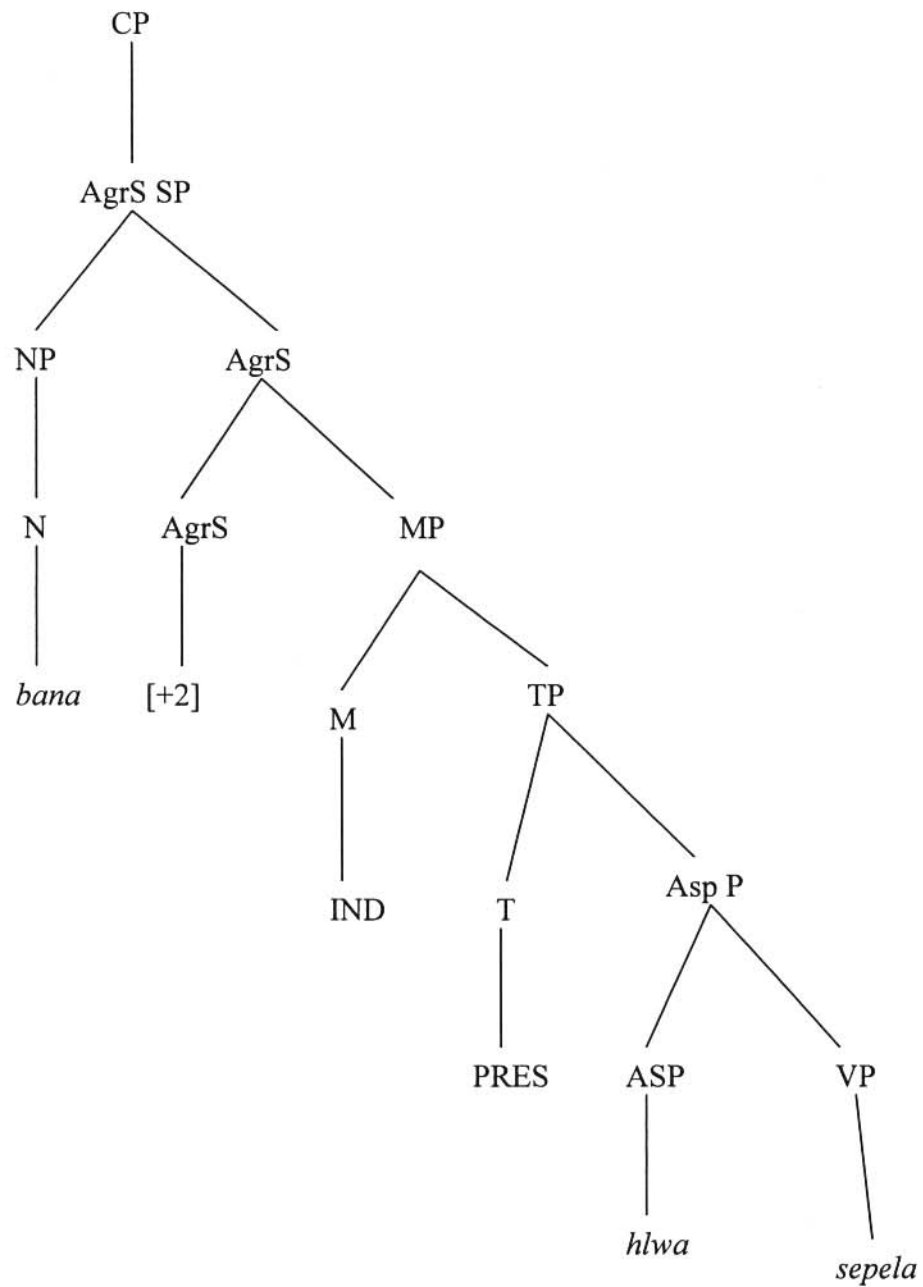 CP
AgrS SP
NP AgrS
N AgrS MP
bana [+2] M TP
IND T Asp P
PRES ASP VP
hlwa sepela